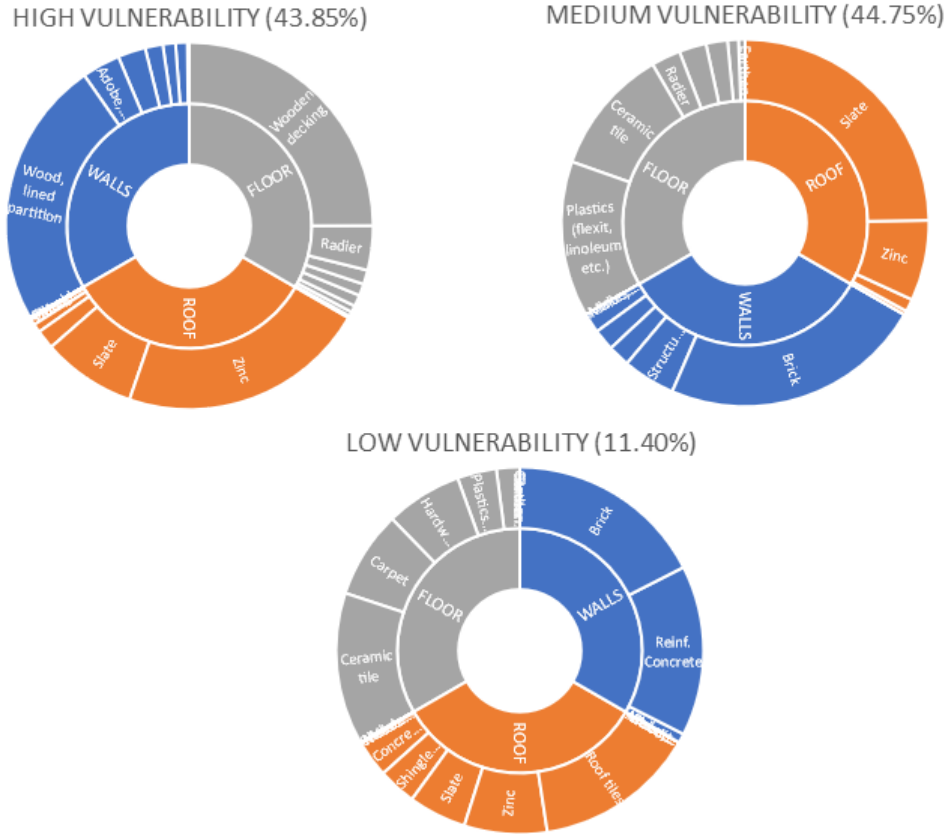 HIGH VULNERABILITY (43.85%)
MEDIUM VULNERABILITY (44.75%)
Adobe,...
Wooden
decking
WALLS
FLOOR
Wood,
lined
partition
Radier
ROOF
Slate
Zinc
Radier
Ceramic
tile
Slate
FLOOR
ROOF
Plastics
(flexit,
linoleum
etc.)
Zinc
WALLS
Structu...
Brick
LOW VULNERABILITY (11.40%)
Plastics...
Hardw...
Brick
Carpet
FLOOR
WALLS
Ceramic
tile
Reinf.
Concrete
ROOF
Concre...
Shingle...
Slate
Zinc
Roof tiles